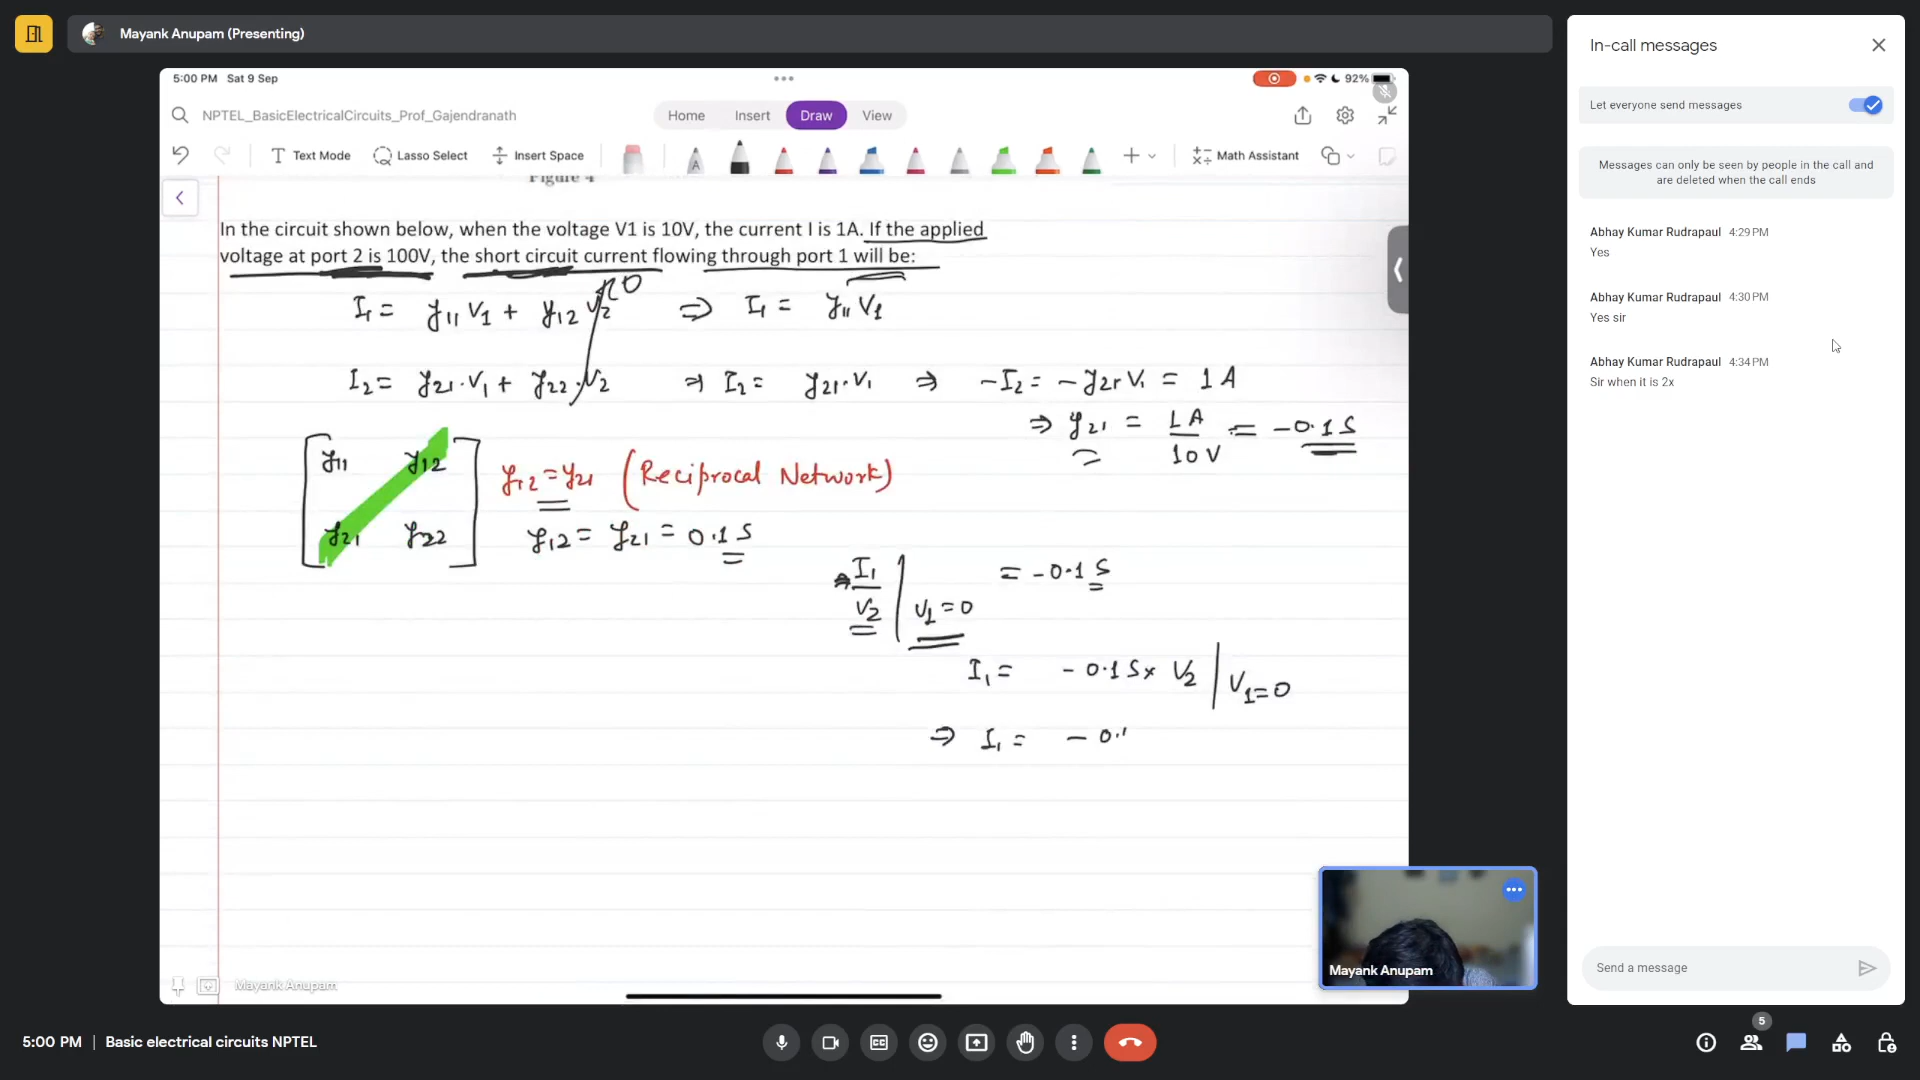 Mayank Anupam (Presenting)
5:00 PM Sat 9 Sep
92%
NPTEL_BasicElectricalCircuits_Prof_Gajendranath
Home Insert Draw View
Text Mode Lasso Select Insert Space A Math Assistant
Figure 4
In the circuit shown below, when the voltage V1 is 10V, the current I is 1A. If the applied
voltage at port 2 is 100V, the short circuit current flowing through port 1 will be:
I₁ = y₁₁ V₁ + y₁₂ V₂ 0 ⇒ I₁ = y₁₁ V₁
I₂ = y₂₁·V₁ + y₂₂·V₂ ⇒ I₂ = y₂₁·V₁ ⇒ -I₂ = -y₂₁ V₁ = 1 A
⇒ y₂₁ = 1A / 10V = -0.1 S
y₁₁ y₁₂
y₂₁ y₂₂
y₁₂ = y₂₁ (Reciprocal Network)
y₁₂ = y₂₁ = 0.1 S
I₁ / V₂ | V₁ = 0 = -0.1 S
I₁ = - 0.1 S × V₂ | V₁ = 0
⇒ I₁ = - 0.1
Mayank Anupam
Mayank Anupam
In-call messages
Let everyone send messages
Messages can only be seen by people in the call and
are deleted when the call ends
Abhay Kumar Rudrapaul 4:29 PM
Yes
Abhay Kumar Rudrapaul 4:30 PM
Yes sir
Abhay Kumar Rudrapaul 4:34 PM
Sir when it is 2x
Send a message
5:00 PM | Basic electrical circuits NPTEL
5